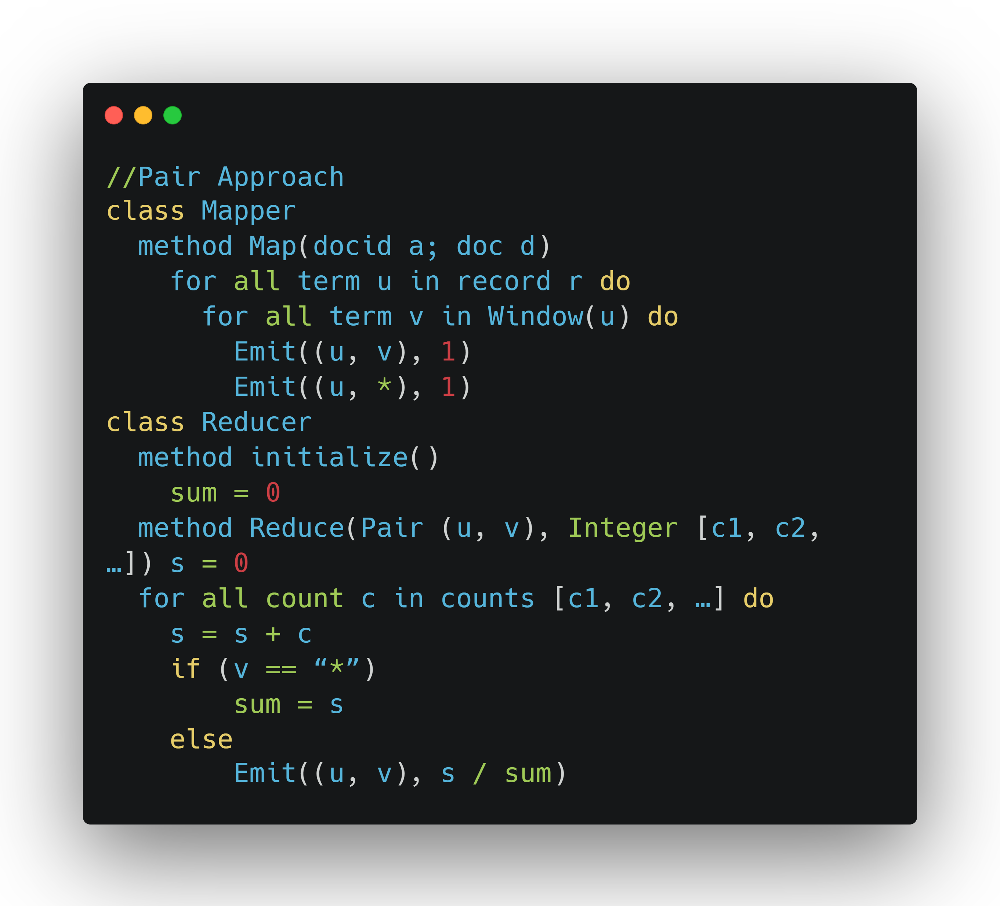 //Pair Approach
class Mapper
  method Map(docid a; doc d)
    for all term u in record r do
      for all term v in Window(u) do
        Emit((u, v), 1)
        Emit((u, *), 1)
class Reducer
  method initialize()
    sum = 0
  method Reduce(Pair (u, v), Integer [c1, c2,
…]) s = 0
  for all count c in counts [c1, c2, …] do
    s = s + c
    if (v == “*”)
        sum = s
    else
        Emit((u, v), s / sum)